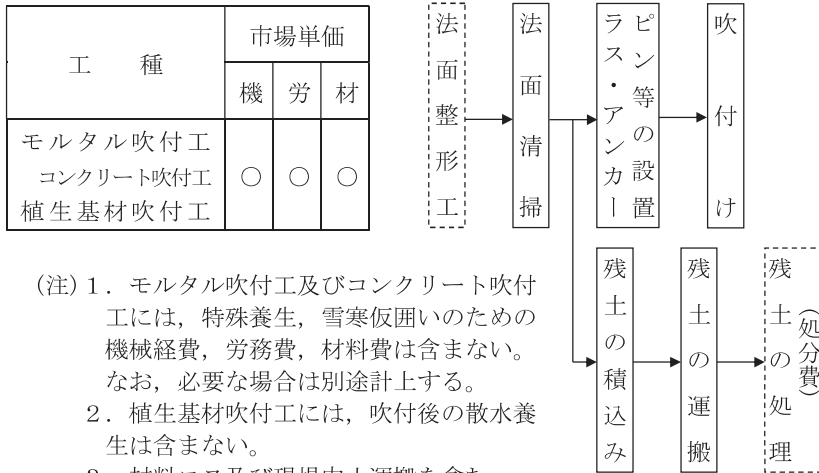 工種
市場単価
機 労 材
モルタル吹付工
コンクリート吹付工
植生基材吹付工
○ ○ ○
法面整形工
法面清掃
ラス・アンカー
ピン等の設置
吹付け
残土の積込み
残土の運搬
残土の処理
(処分費)
(注) 1．モルタル吹付工及びコンクリート吹付
工には，特殊養生，雪寒仮囲いのための
機械経費，労務費，材料費は含まない。
なお，必要な場合は別途計上する。
2．植生基材吹付工には，吹付後の散水養
生は含まない。